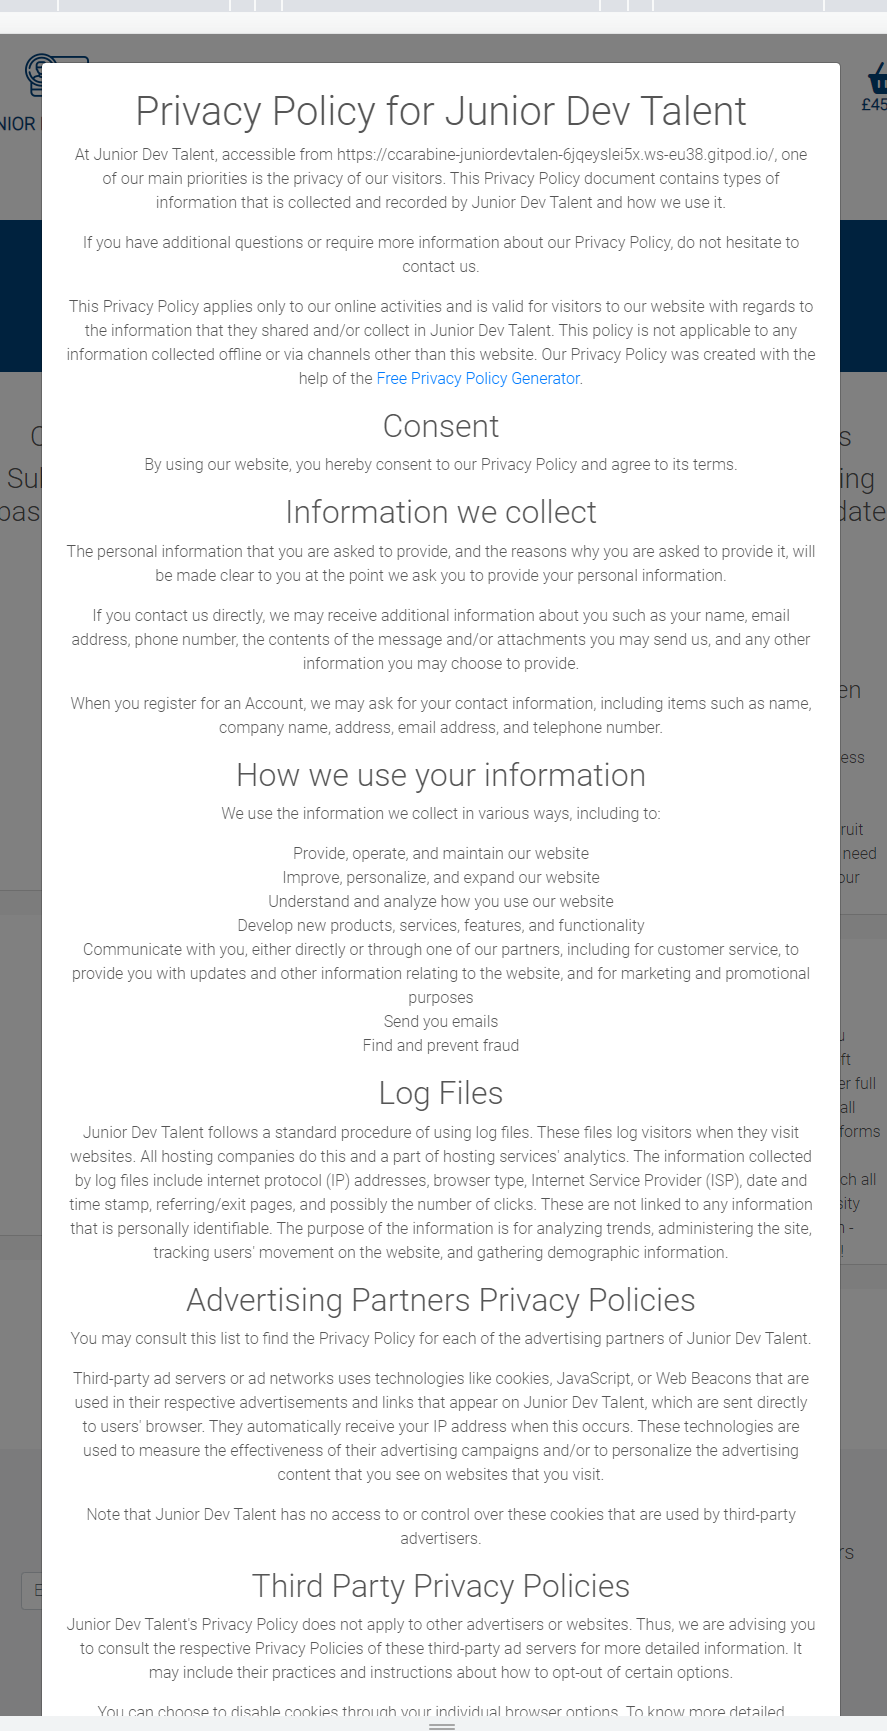 Privacy Policy for Junior Dev Talent
£45
NIOR
At Junior Dev Talent, accessible from https://ccarabine-juniordevtalen-6jqeyslei5x.ws-eu38.gitpod.io/, one
of our main priorities is the privacy of our visitors. This Privacy Policy document contains types of
information that is collected and recorded by Junior Dev Talent and how we use it.
If you have additional questions or require more information about our Privacy Policy, do not hesitate to
contact us.
This Privacy Policy applies only to our online activities and is valid for visitors to our website with regards to
the information that they shared and/or collect in Junior Dev Talent. This policy is not applicable to any
information collected offline or via channels other than this website. Our Privacy Policy was created with the
help of the Free Privacy Policy Generator.
Consent
By using our website, you hereby consent to our Privacy Policy and agree to its terms.
Information we collect
The personal information that you are asked to provide, and the reasons why you are asked to provide it, will
be made clear to you at the point we ask you to provide your personal information.
If you contact us directly, we may receive additional information about you such as your name, email
address, phone number, the contents of the message and/or attachments you may send us, and any other
information you may choose to provide.
When you register for an Account, we may ask for your contact information, including items such as name,
company name, address, email address, and telephone number.
How we use your information
We use the information we collect in various ways, including to:
Provide, operate, and maintain our website
Improve, personalize, and expand our website
need
Understand and analyze how you use our website
Develop new products, services, features, and functionality
Communicate with you, either directly or through one of our partners, including for customer service, to
provide you with updates and other information relating to the website, and for marketing and promotional
purposes
Send you emails
Find and prevent fraud
full
Log Files
Junior Dev Talent follows a standard procedure of using log files. These files log visitors when they visit
websites. All hosting companies do this and a part of hosting services' analytics. The information collected
by log files include internet protocol (IP) addresses, browser type, Internet Service Provider (ISP), date and
all
time stamp, referring/exit pages, and possibly the number of clicks. These are not linked to any information
that is personally identifiable. The purpose of the information is for analyzing trends, administering the site,
tracking users' movement on the website, and gathering demographic information.
Advertising Partners Privacy Policies
You may consult this list to find the Privacy Policy for each of the advertising partners of Junior Dev Talent.
Third-party ad servers or ad networks uses technologies like cookies, JavaScript, or Web Beacons that are
used in their respective advertisements and links that appear on Junior Dev Talent, which are sent directly
to users' browser. They automatically receive your IP address when this occurs. These technologies are
used to measure the effectiveness of their advertising campaigns and/or to personalize the advertising
content that you see on websites that you visit.
Note that Junior Dev Talent has no access to or control over these cookies that are used by third-party
advertisers.
Third Party Privacy Policies
Junior Dev Talent's Privacy Policy does not apply to other advertisers or websites. Thus, we are advising you
to consult the respective Privacy Policies of these third-party ad servers for more detailed information. It
may include their practices and instructions about how to opt-out of certain options.
You can choose to disable cookies through your individual browser options. To know more detailed